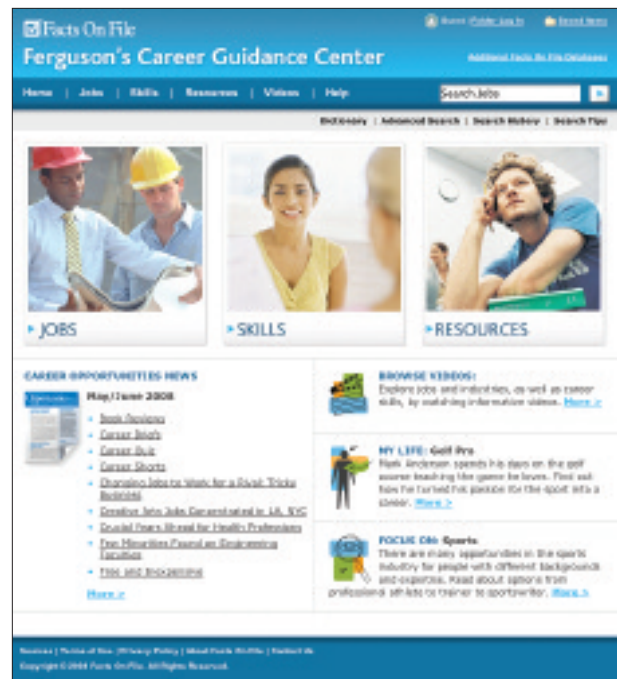 Facts On File
Folder Log In
Saved Items
Ferguson's Career Guidance Center
Additional Facts On File Databases
Home | Jobs | Skills | Resources | Videos | Help
Search Jobs
Dictionary | Advanced Search | Search History | Search Tips
JOBS
SKILLS
RESOURCES
CAREER OPPORTUNITIES NEWS
May/June 2008
Book Reviews
Career Briefs
Career Quiz
Career Shorts
Changing Jobs to Work for a Rival: Tricky
Business
Creative Arts Jobs Concentrated in LA, NYC
Crucial Years Ahead for Health Professions
Few Minorities Found on Engineering
Faculties
Free and Inexpensive
More >
BROWSE VIDEOS:
Explore jobs and industries, as well as career
skills, by watching informative videos. More >
MY LIFE: Golf Pro
Mark Anderson spends his days on the golf
course teaching the game he loves. Find out
how he turned his passion for the sport into a
career. More >
FOCUS ON: Sports
There are many opportunities in the sports
industry for people with different backgrounds
and expertise. Read about options from
professional athlete to trainer to sportswriter. More >
Sources | Terms of Use | Privacy Policy | About Facts On File | Contact Us
Copyright © Facts On File. All Rights Reserved.